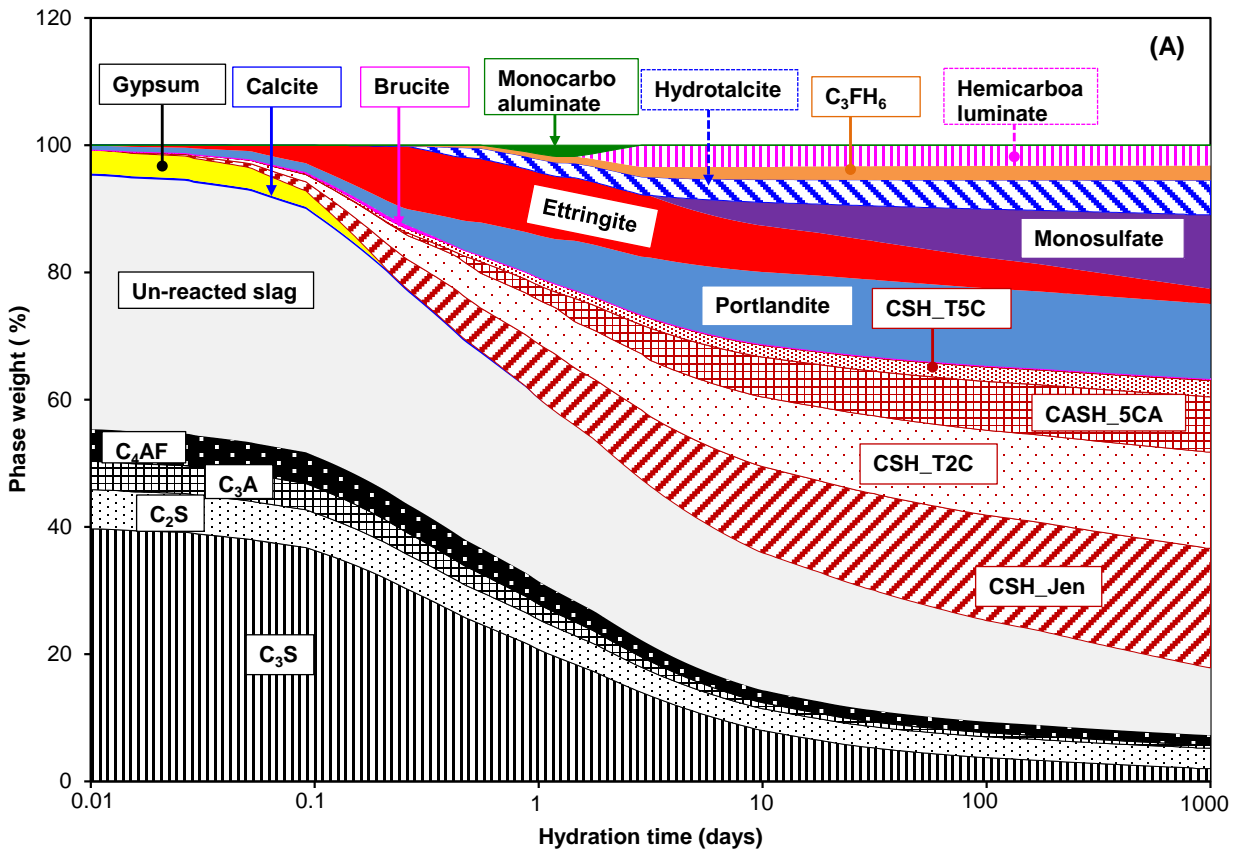 120
100
80
60
40
20
0
Phase weight ( %)
(A)
Gypsum
Calcite
Brucite
Monocarbo
aluminate
Hydrotalcite
C₃FH₆
Hemicarboa
luminate
Ettringite
Monosulfate
Un-reacted slag
Portlandite
CSH_T5C
CASH_5CA
CSH_T2C
C₄AF
C₃A
C₂S
CSH_Jen
C₃S
0.01
0.1
1
10
100
1000
Hydration time (days)